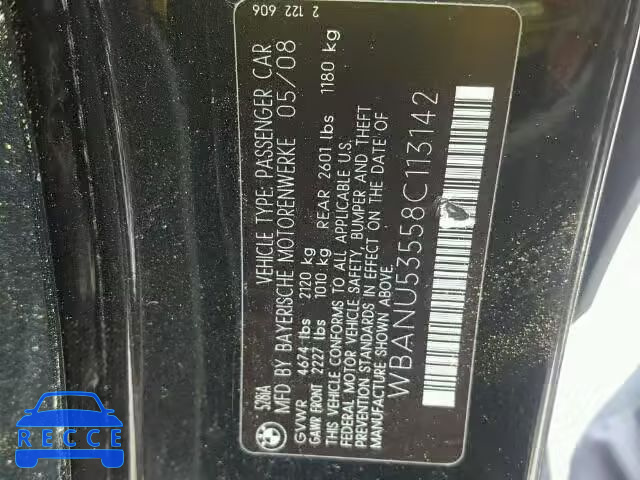 528iA
VEHICLE TYPE: PASSENGER CAR
2 122 606
MFD BY BAYERISCHE MOTORENWERKE 05/08
GVWR 4674 lbs 2120 kg
GAWR FRONT 2227 lbs 1010 kg REAR 2601 lbs 1180 kg
THIS VEHICLE CONFORMS TO ALL APPLICABLE U.S.
FEDERAL MOTOR VEHICLE SAFETY, BUMPER AND THEFT
PREVENTION STANDARDS IN EFFECT ON THE DATE OF
MANUFACTURE SHOWN ABOVE.
WBANU53558C113142
BIDFAX